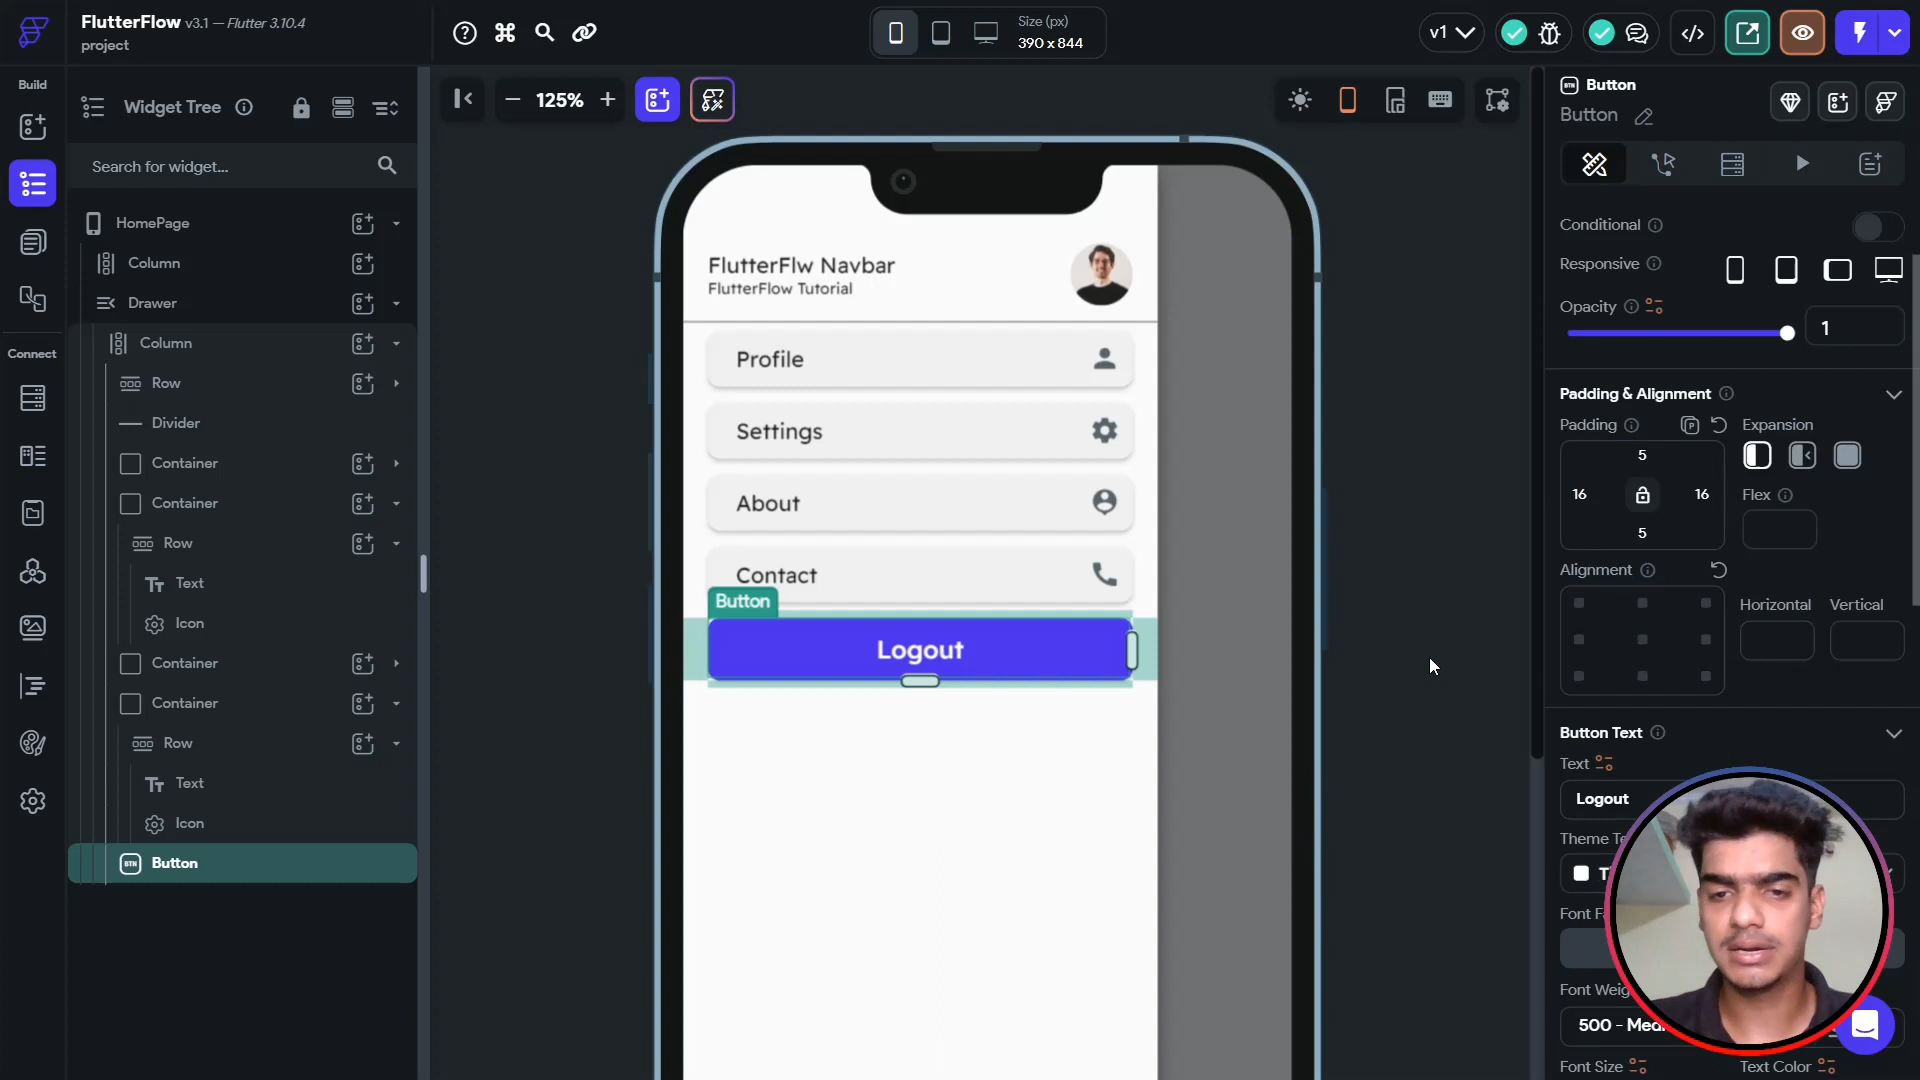 FlutterFlow v3.1 — Flutter 3.10.4
project
Size (px)
390 x 844
v1
Build
Widget Tree
Search for widget...
HomePage
Column
Drawer
Column
Connect
Row
Divider
Container
Container
Row
Text
Icon
Container
Container
Row
Text
Icon
BTN Button
125%
FlutterFlw Navbar
FlutterFlow Tutorial
Profile
Settings
About
Contact
Button
Logout
BTN Button
Button
Conditional
Responsive
Opacity
1
Padding & Alignment
Padding
Expansion
5
16
16
5
Flex
Alignment
Horizontal
Vertical
Button Text
Text
Logout
500 -
Font Size
Text Color